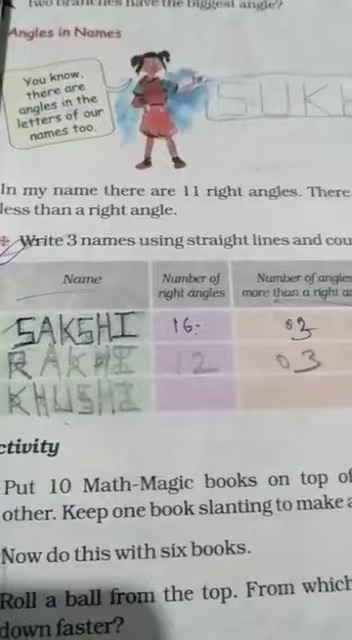 two branches have the biggest angle?
Angles in Names
You know,
there are
angles in the
letters of our
names too.
SUK
In my name there are 11 right angles. There
less than a right angle.
Write 3 names using straight lines and cou
Name Number of right angles Number of angles more than a right a
SAKSHI 16. 03
RAKHI 12 03
KHUSHI
ctivity
Put 10 Math-Magic books on top of
other. Keep one book slanting to make a
Now do this with six books.
Roll a ball from the top. From which
down faster?